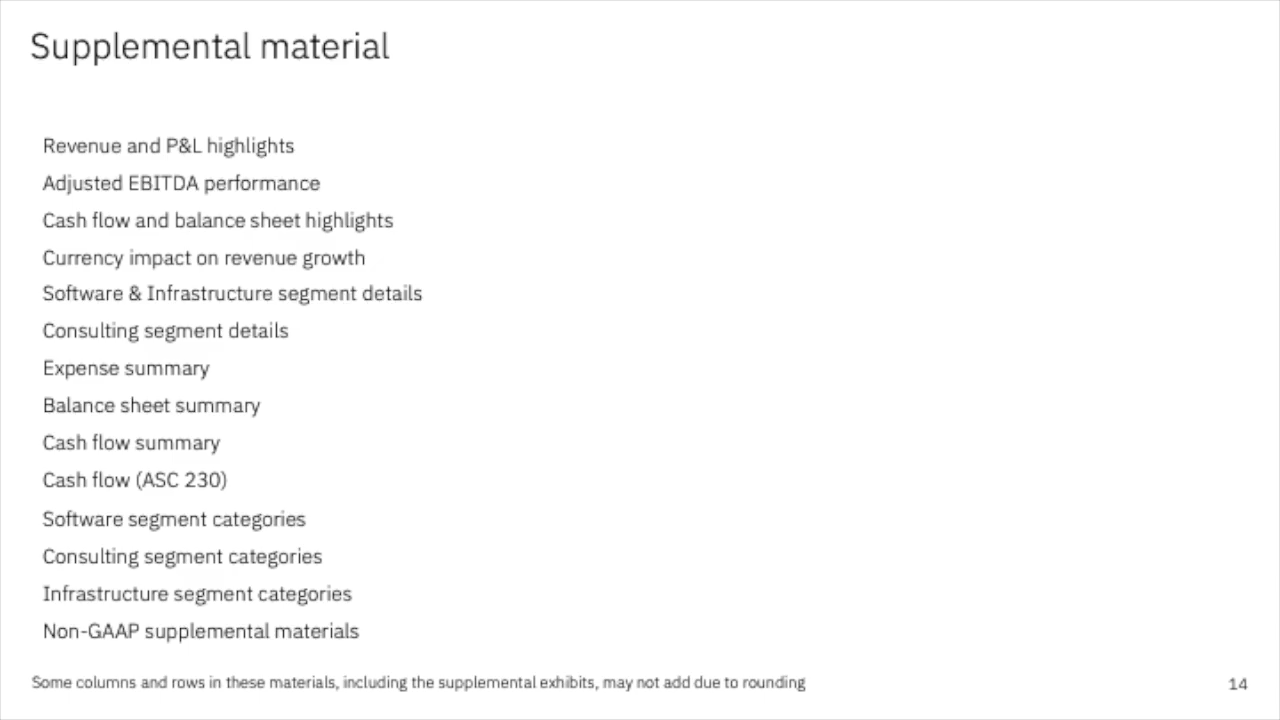 Supplemental material
Revenue and P&L highlights
Adjusted EBITDA performance
Cash flow and balance sheet highlights
Currency impact on revenue growth
Software & Infrastructure segment details
Consulting segment details
Expense summary
Balance sheet summary
Cash flow summary
Cash flow (ASC 230)
Software segment categories
Consulting segment categories
Infrastructure segment categories
Non-GAAP supplemental materials
Some columns and rows in these materials, including the supplemental exhibits, may not add due to rounding
14